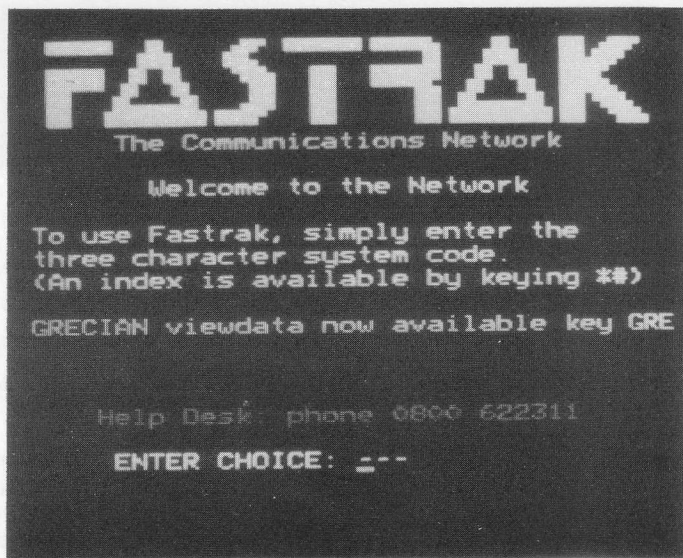 FASTRAK
The Communications Network
Welcome to the Network
To use Fastrak, simply enter the
three character system code.
(An index is available by keying *#)
GRECIAN viewdata now available key GRE
Help Desk: phone 0800 622311
ENTER CHOICE: ---